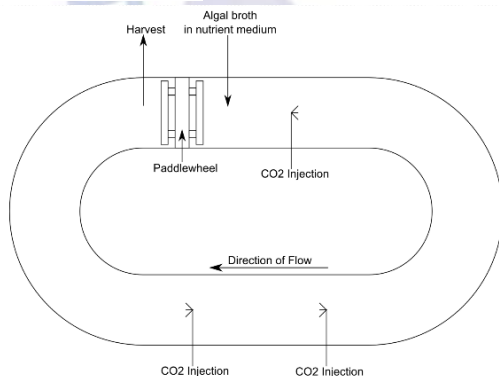 Algal broth
in nutrient medium
Harvest
Paddlewheel
CO2 Injection
Direction of Flow
CO2 Injection
CO2 Injection